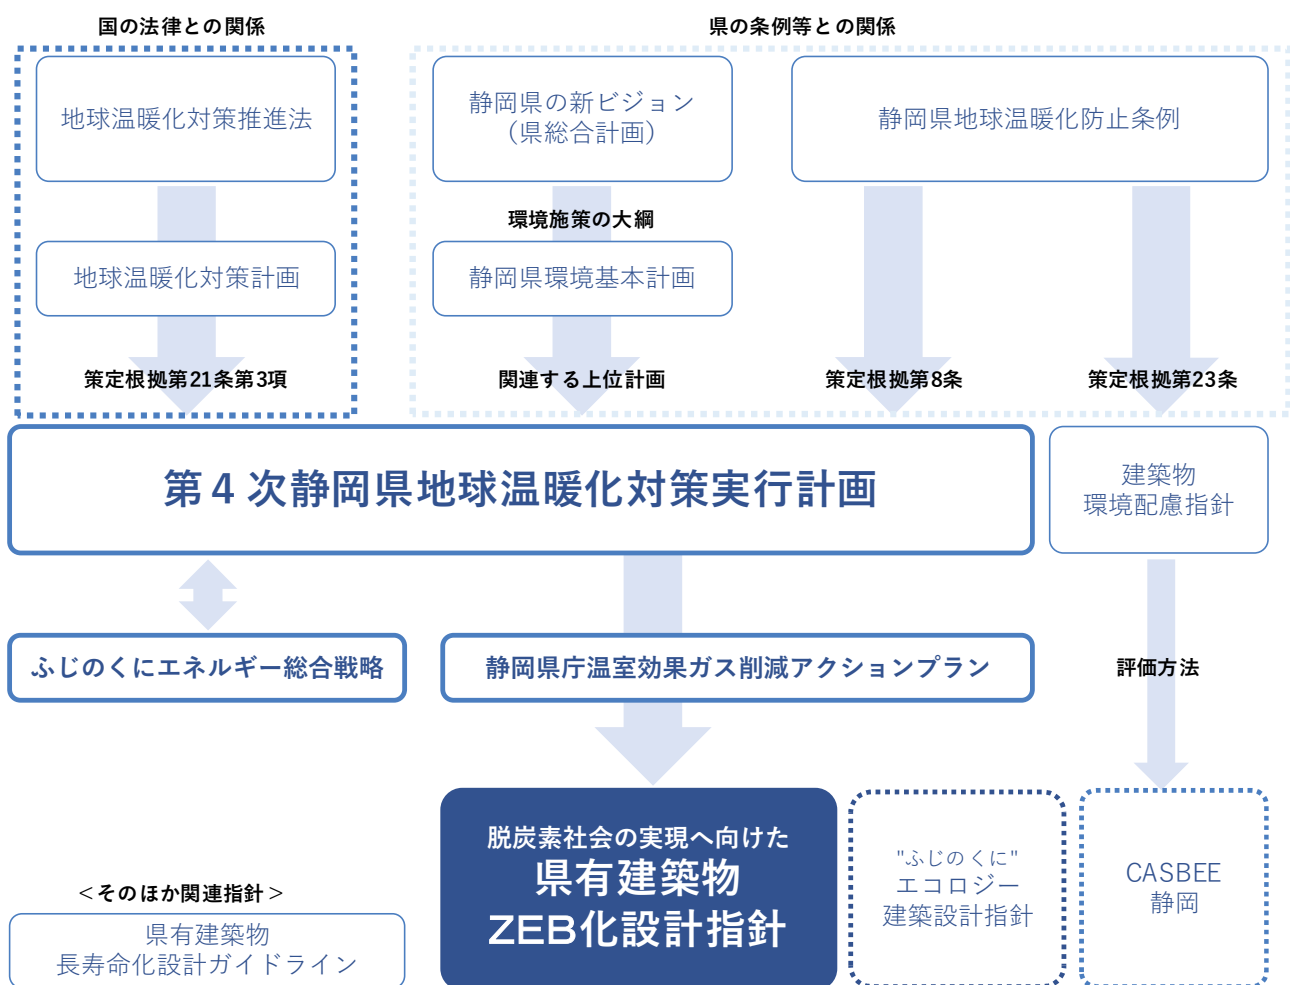 国の法律との関係
県の条例等との関係
地球温暖化対策推進法
静岡県の新ビジョン
(県総合計画)
静岡県地球温暖化防止条例
環境施策の大綱
地球温暖化対策計画
静岡県環境基本計画
策定根拠第21条第3項
関連する上位計画
策定根拠第8条
策定根拠第23条
第4次静岡県地球温暖化対策実行計画
建築物
環境配慮指針
ふじのくにエネルギー総合戦略
静岡県庁温室効果ガス削減アクションプラン
評価方法
脱炭素社会の実現へ向けた
県有建築物
ZEB化設計指針
"ふじのくに"
エコロジー
建築設計指針
CASBEE
静岡
<そのほか関連指針>
県有建築物
長寿命化設計ガイドライン